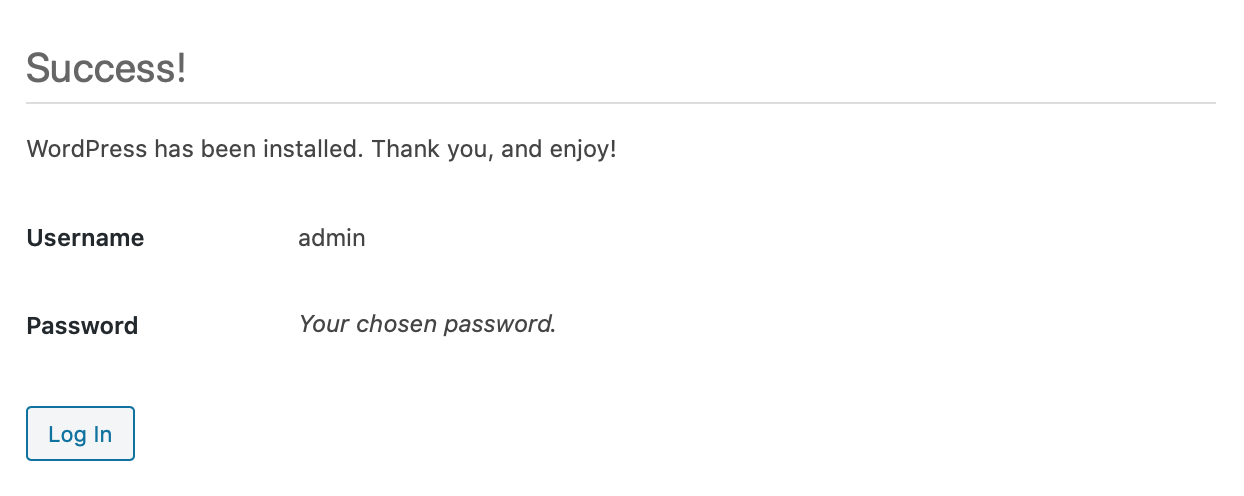 Success!
WordPress has been installed. Thank you, and enjoy!
Username admin
Password Your chosen password.
Log In